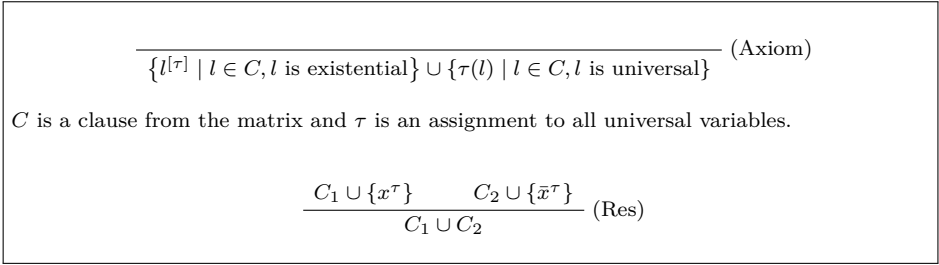 {l^[τ] | l ∈ C, l is existential} ∪ {τ(l) | l ∈ C, l is universal} (Axiom)
C is a clause from the matrix and τ is an assignment to all universal variables.
C₁ ∪ {x^τ} C₂ ∪ {x̄^τ}
C₁ ∪ C₂ (Res)